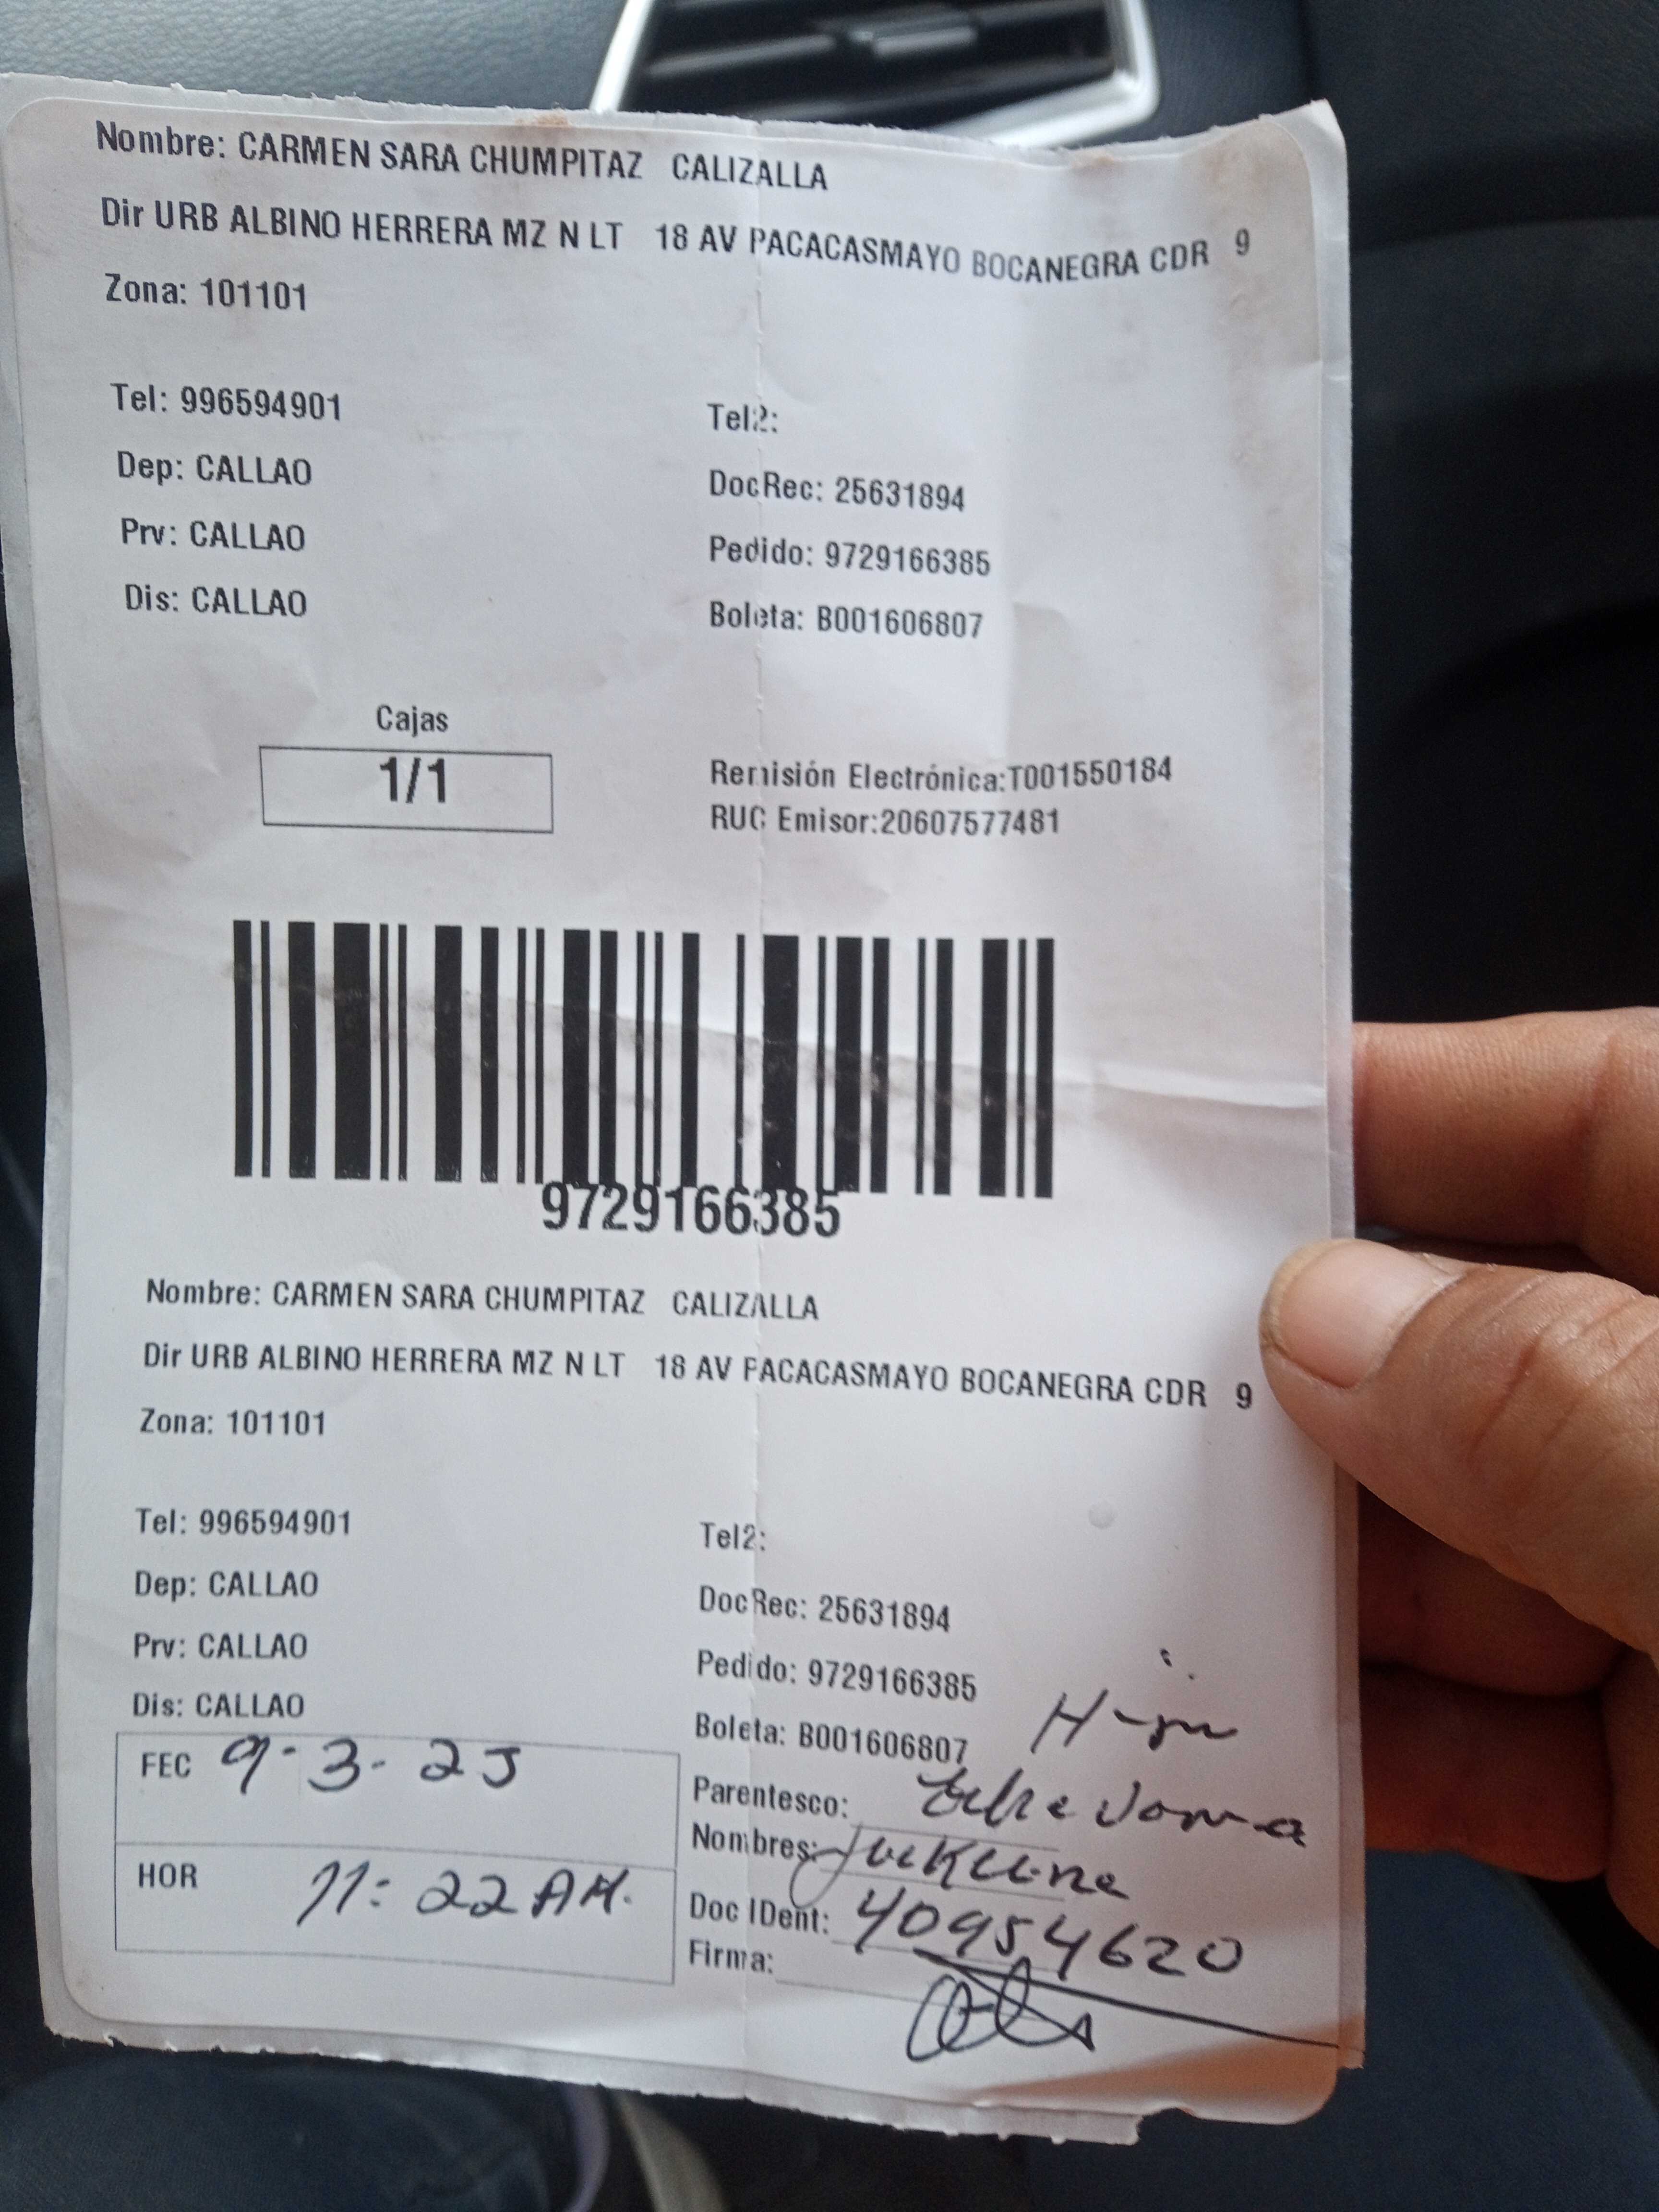 Nombre: CARMEN SARA CHUMPITAZ CALIZALLA
Dir URB ALBINO HERRERA MZ N LT 18 AV PACACASMAYO BOCANEGRA CDR 9
Zona: 101101
Tel: 996594901
Tel2:
Dep: CALLAO
DocRec: 25631894
Prv: CALLAO
Pedido: 9729166385
Dis: CALLAO
Boleta: B001606807
Cajas
1/1
Remisión Electrónica:T001550184
RUC Emisor:20607577481
9729166385
Nombre: CARMEN SARA CHUMPITAZ CALIZALLA
Dir URB ALBINO HERRERA MZ N LT 18 AV PACACASMAYO BOCANEGRA CDR 9
Zona: 101101
Tel: 996594901
Tel2:
Dep: CALLAO
DocRec: 25631894
Prv: CALLAO
Pedido: 9729166385
Dis: CALLAO
Boleta: B001606807
FEC 9-3-25
Parentesco:
Nombres:
HOR 11:22 AM.
Doc IDent: 40954620
Firma: